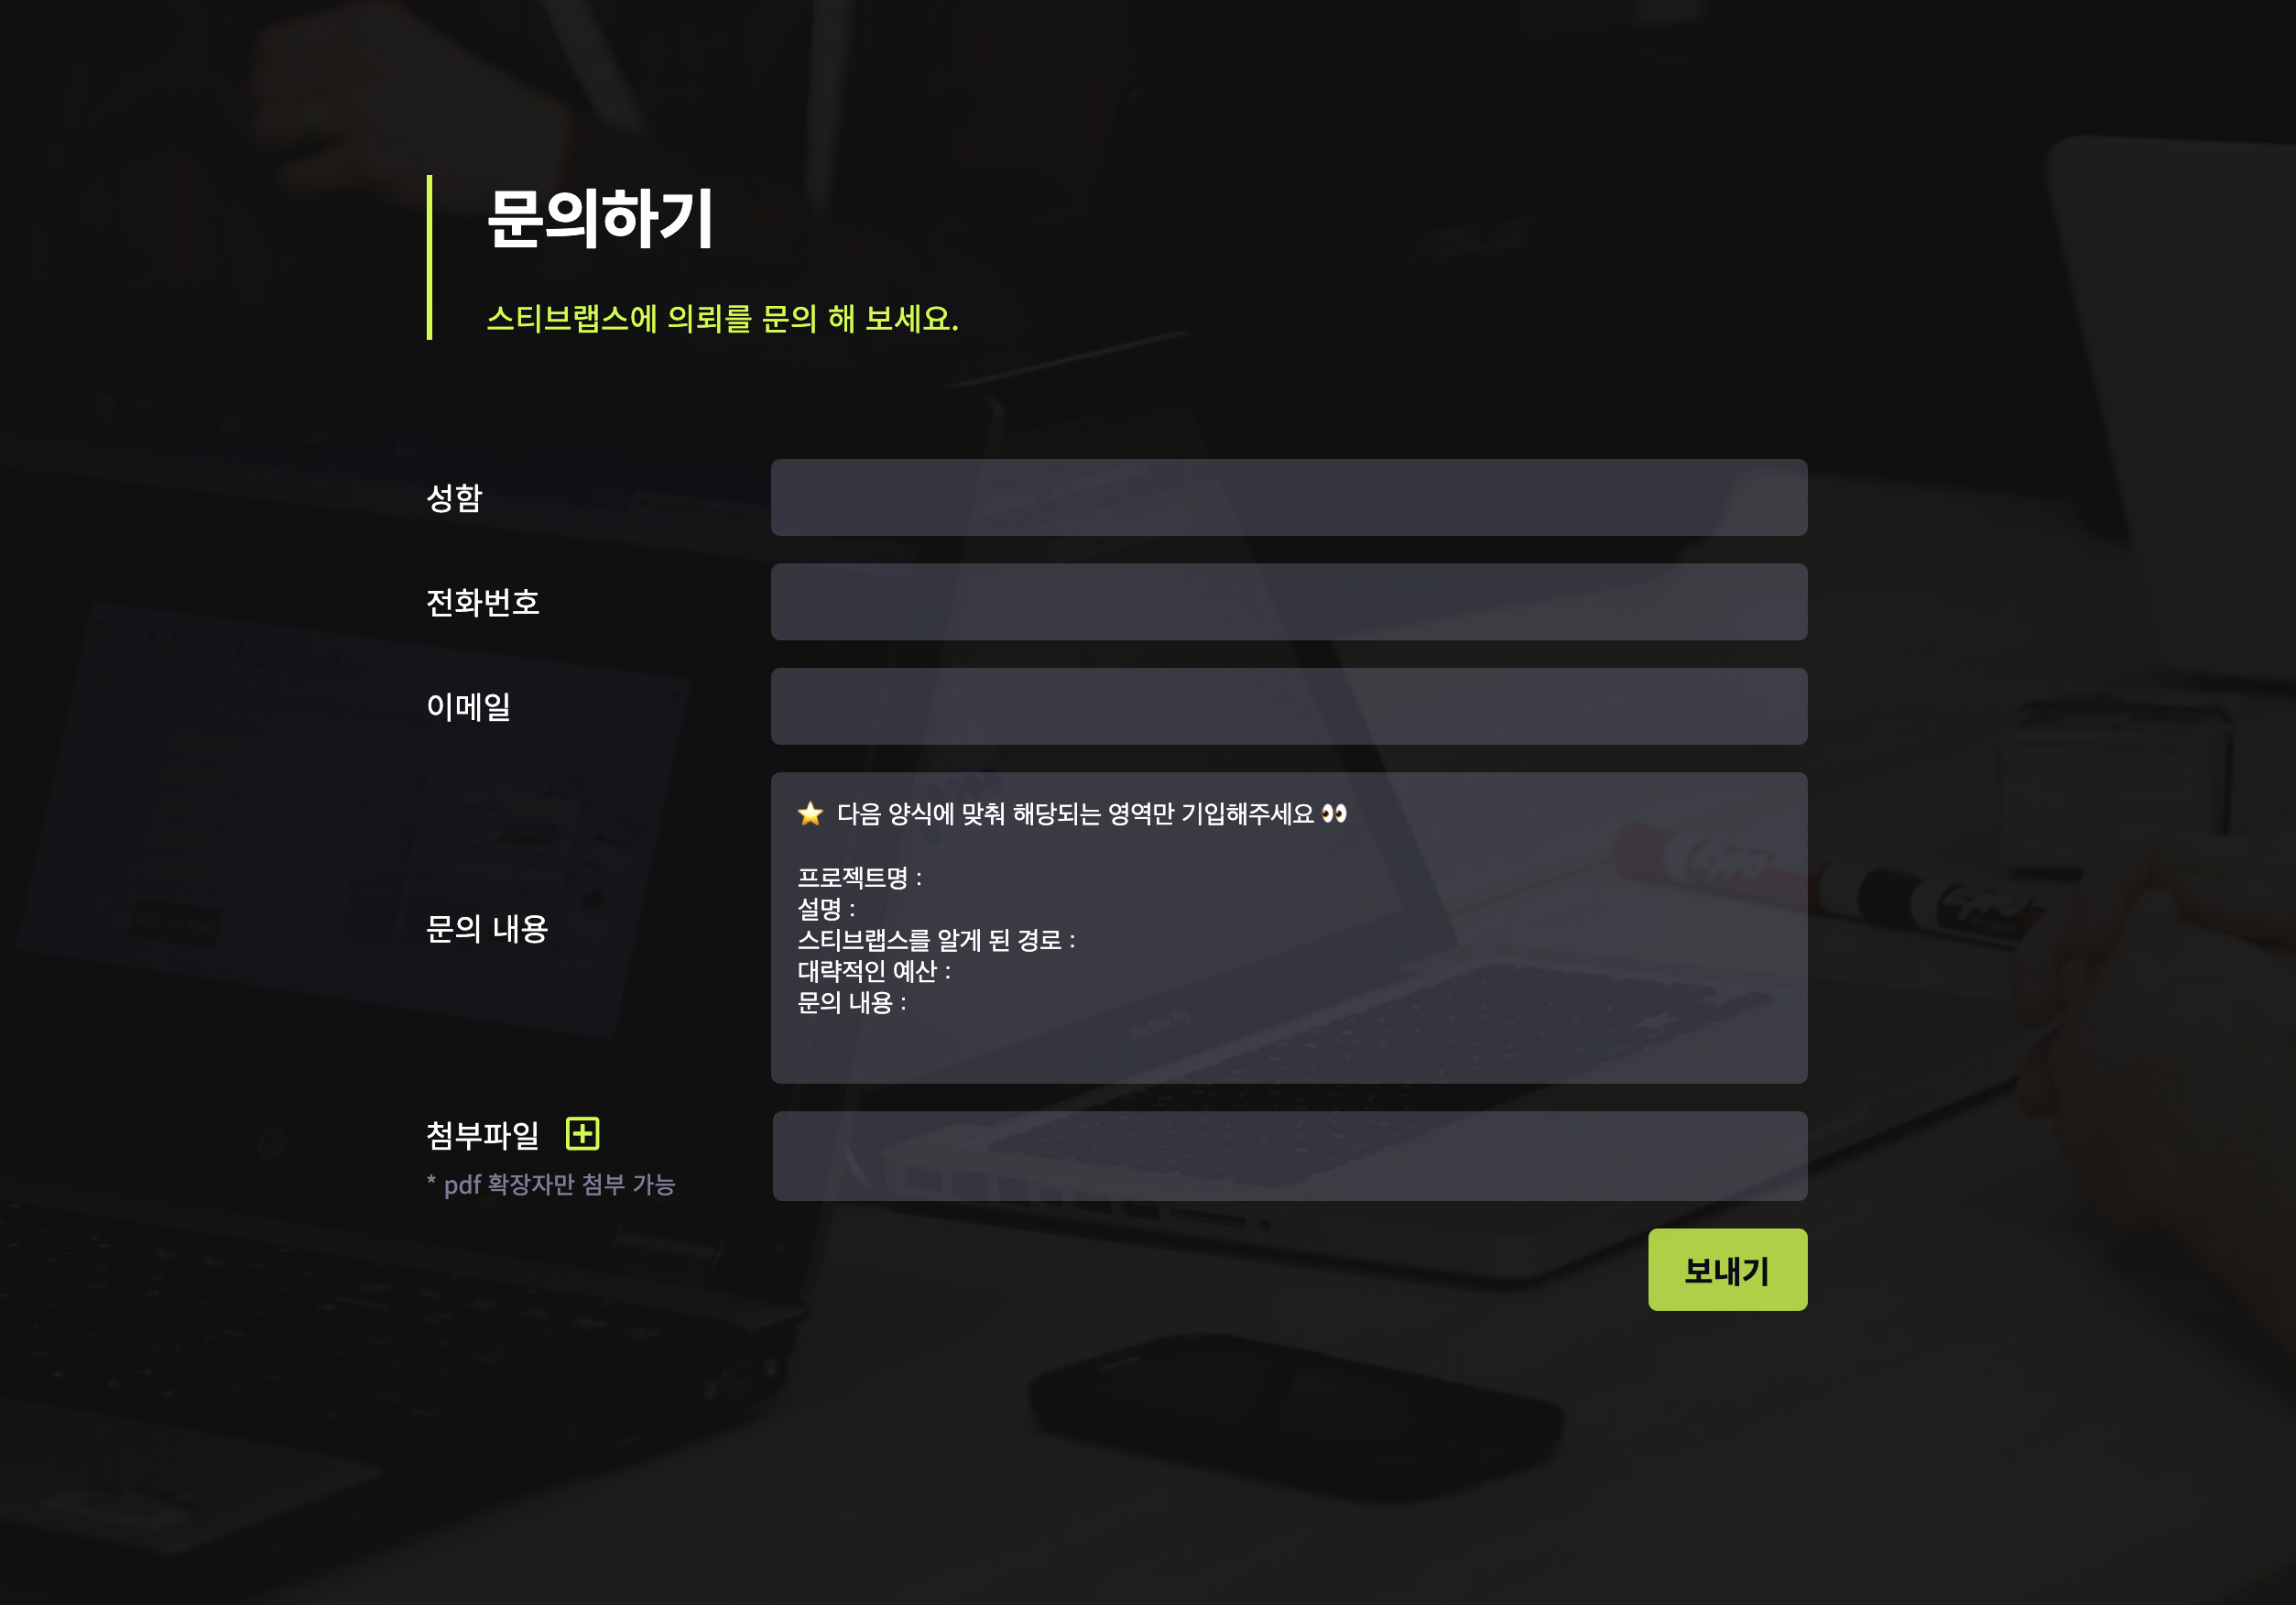 문의하기
스티브랩스에 의뢰를 문의 해 보세요.
성함
전화번호
이메일
문의 내용
⭐ 다음 양식에 맞춰 해당되는 영역만 기입해주세요 👀
프로젝트명 :
설명 :
스티브랩스를 알게 된 경로 :
대략적인 예산 :
문의 내용 :
첨부파일
* pdf 확장자만 첨부 가능
보내기
Tips & Tricks Newsletter